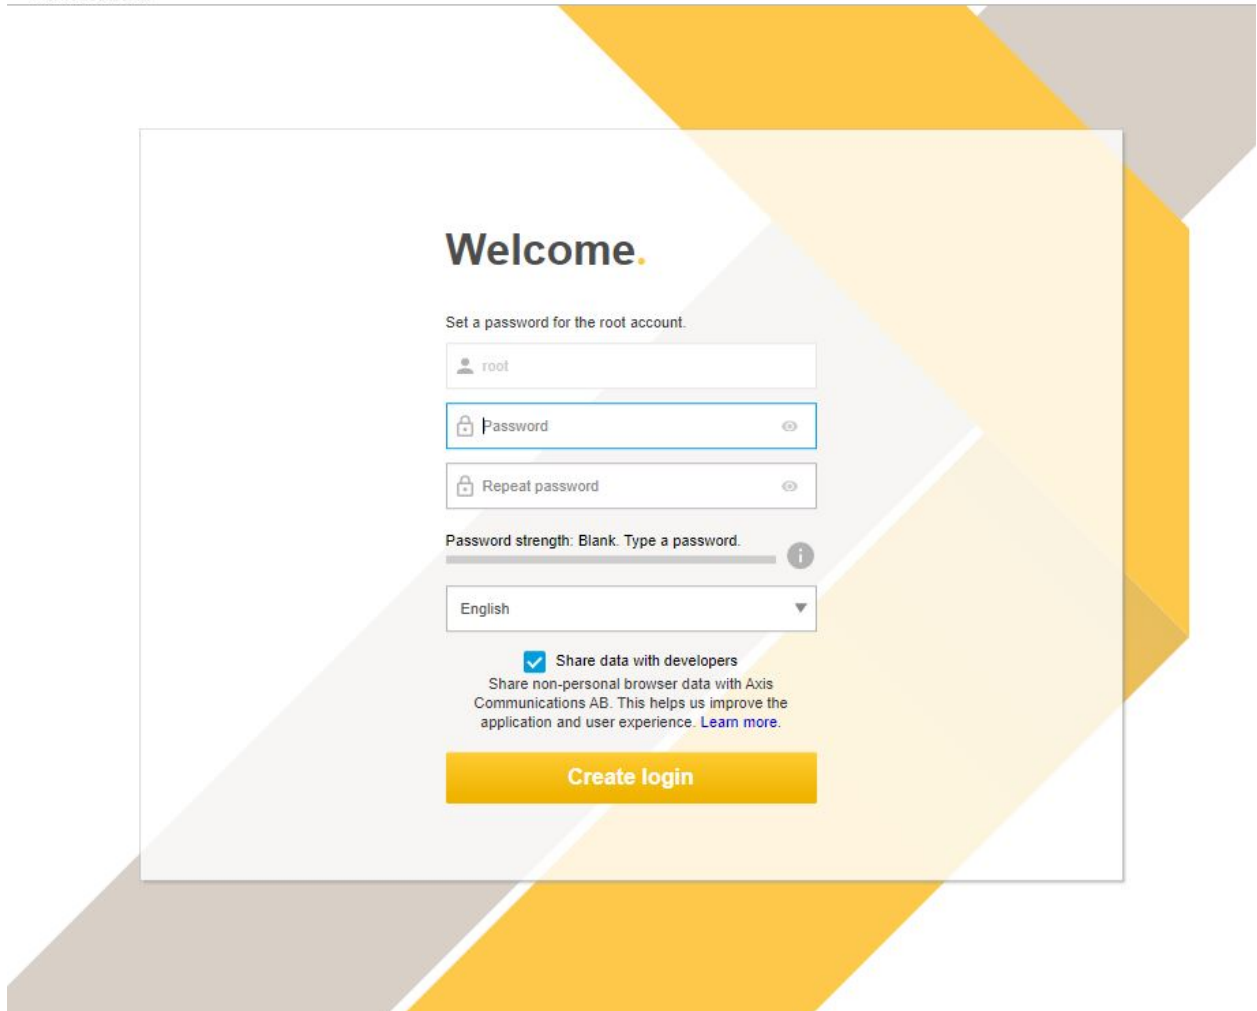 Welcome.
Set a password for the root account.
root
Password
Repeat password
Password strength: Blank. Type a password.
i
English
Share data with developers
Share non-personal browser data with Axis
Communications AB. This helps us improve the
application and user experience. Learn more.
Create login